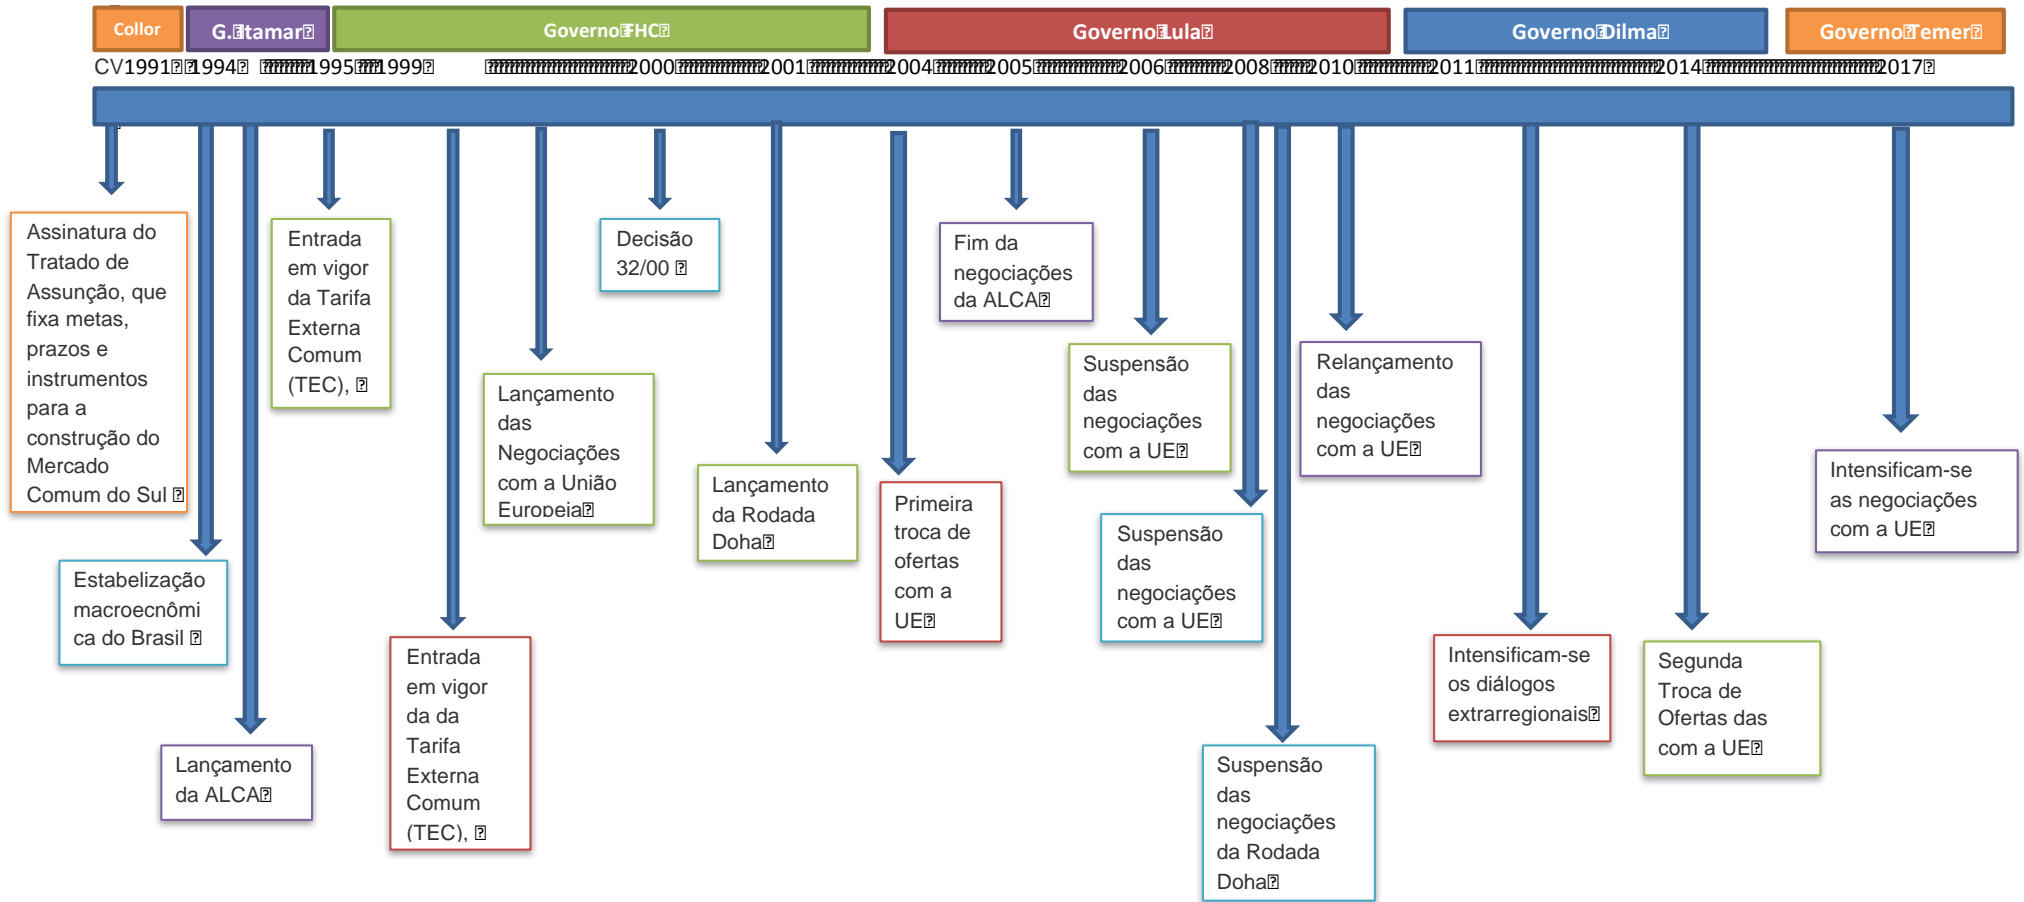 Collor
G. Itamar
Governo FHC
Governo Lula
Governo Dilma
Governo Temer
CV1991 1994 1995 1999 2000 2001 2004 2005 2006 2008 2010 2011 2014 2017
Assinatura do
Tratado de
Assunção, que
fixa metas,
prazos e
instrumentos
para a
construção do
Mercado
Comum do Sul
Estabelização
macroecnômi
ca do Brasil
Lançamento
da ALCA
Entrada
em vigor
da Tarifa
Externa
Comum
(TEC),
Entrada
em vigor
da da
Tarifa
Externa
Comum
(TEC),
Lançamento
das
Negociações
com a União
Europeia
Decisão
32/00
Lançamento
da Rodada
Doha
Primeira
troca de
ofertas
com a
UE
Fim da
negociações
da ALCA
Suspensão
das
negociações
com a UE
Suspensão
das
negociações
com a UE
Suspensão
das
negociações
da Rodada
Doha
Relançamento
das
negociações
com a UE
Intensificam-se
os diálogos
extrarregionais
Segunda
Troca de
Ofertas das
com a UE
Intensificam-se
as negociações
com a UE